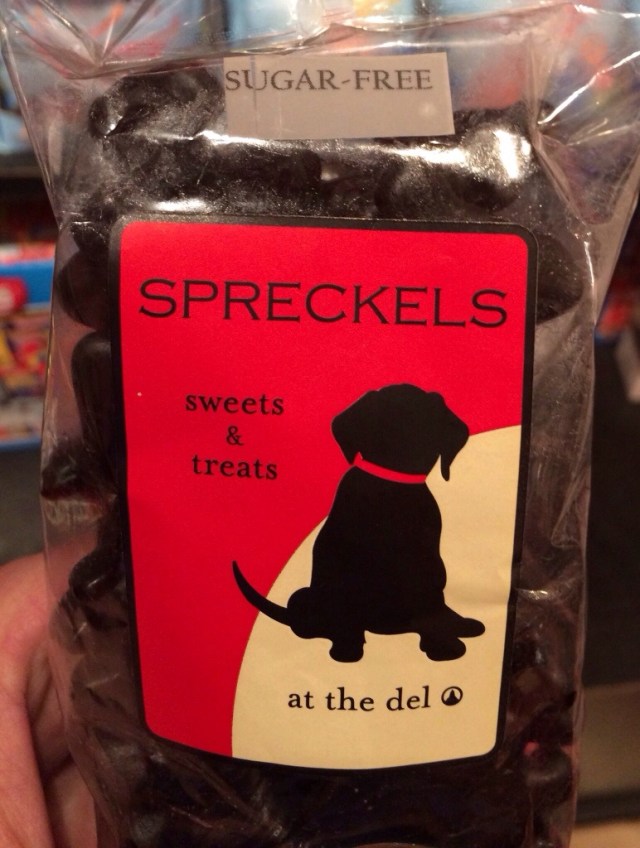 SUGAR-FREE
SPRECKELS
sweets
&
treats
at the del